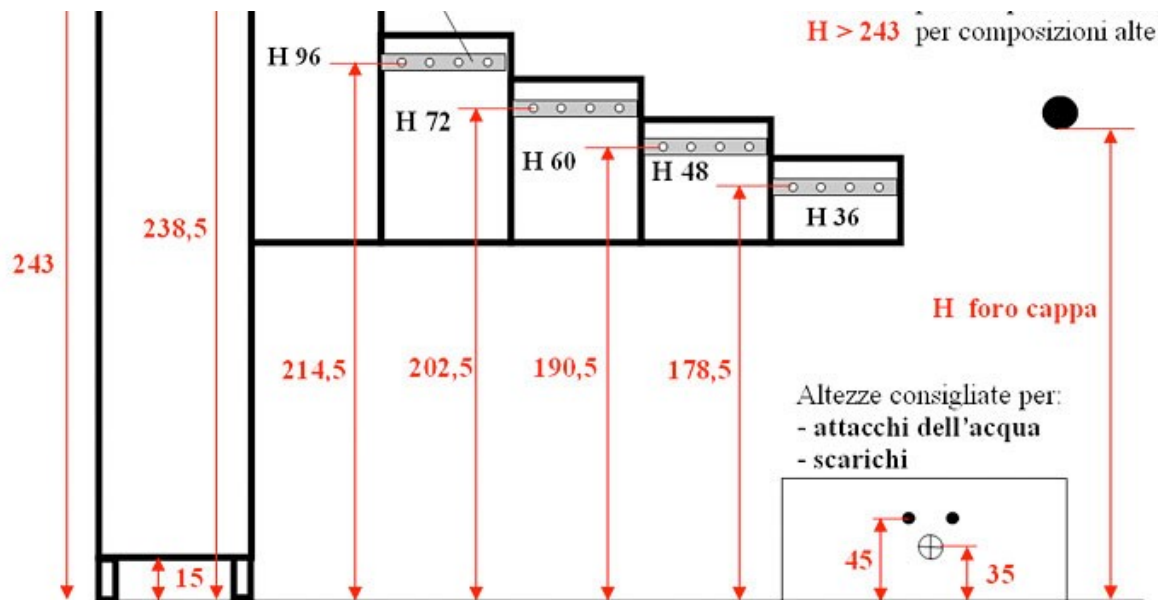 H > 243 per composizioni alte
H 96
H 72
H 60
H 48
H 36
238,5
243
H foro cappa
214,5
202,5
190,5
178,5
Altezze consigliate per:
- attacchi dell'acqua
- scarichi
45
35
15